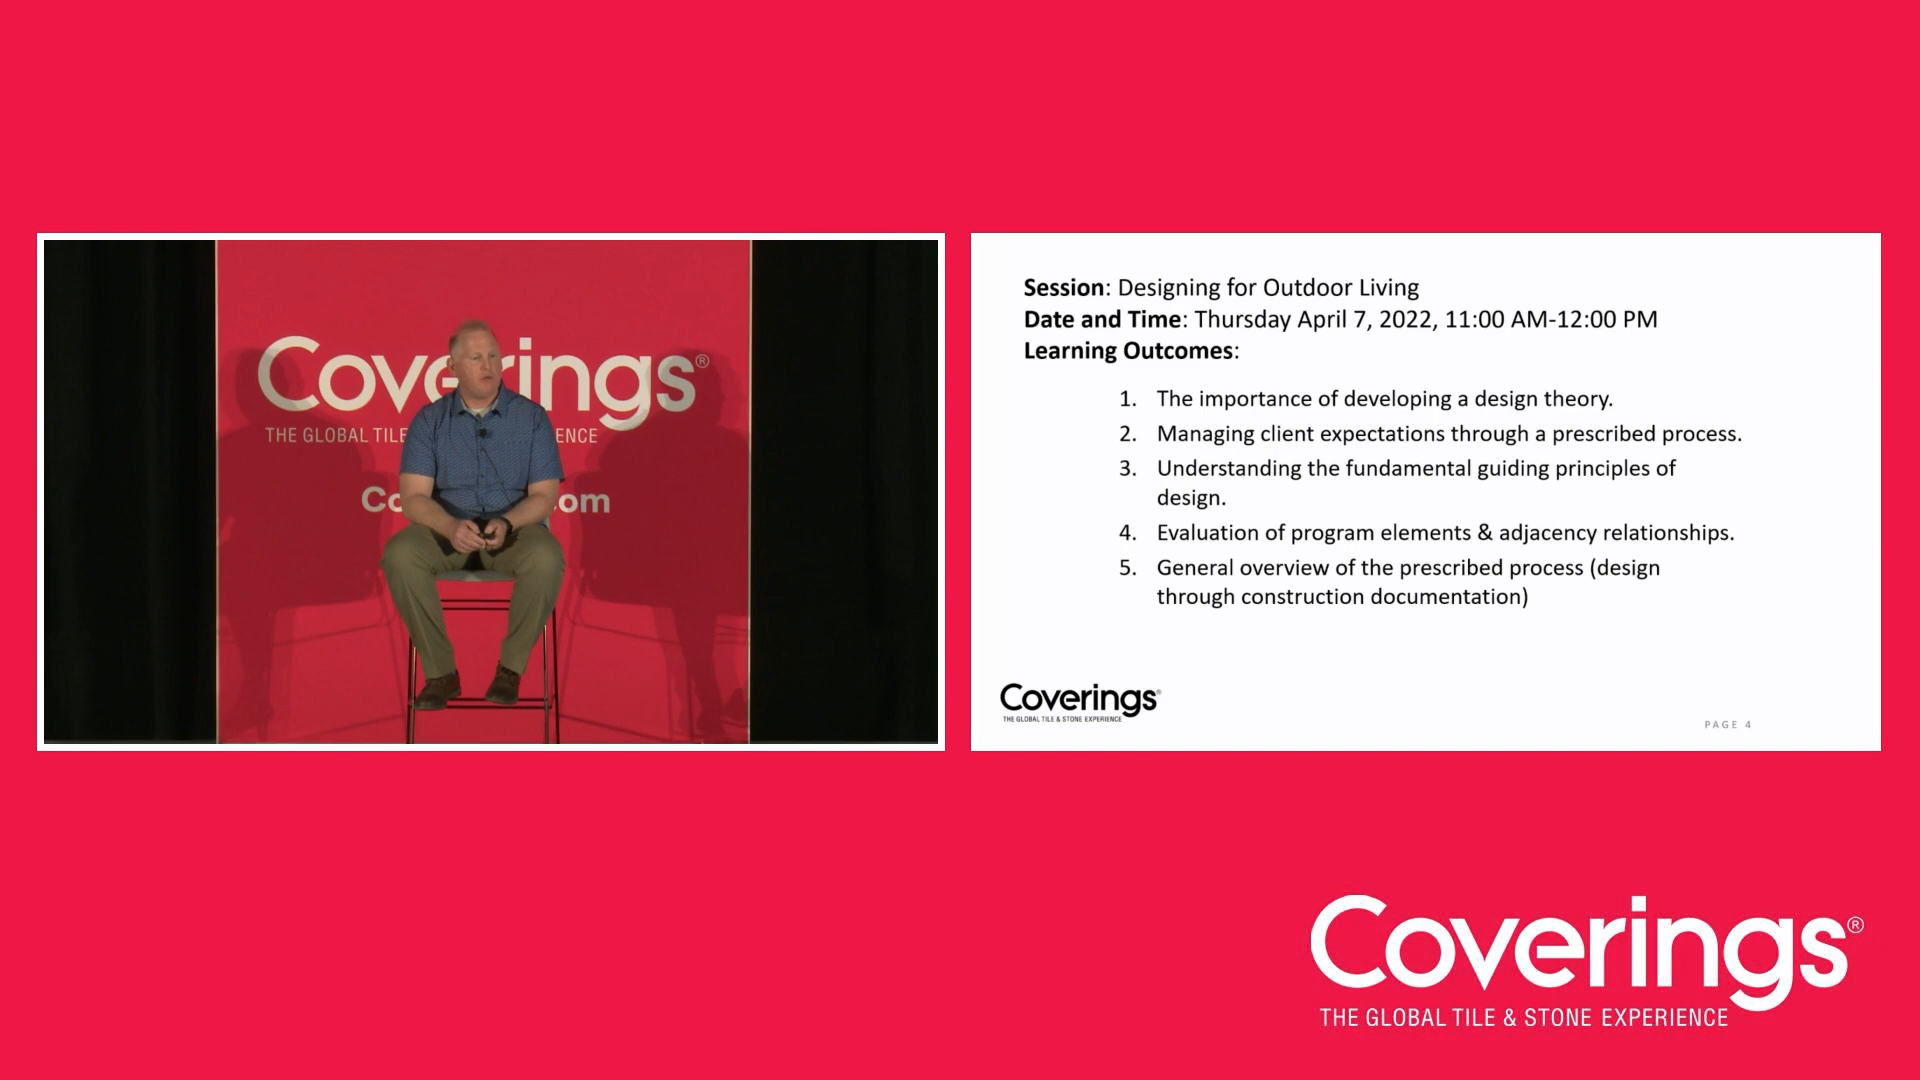 Coverings®
THE GLOBAL TILE ENCE
Co om
Session: Designing for Outdoor Living
Date and Time: Thursday April 7, 2022, 11:00 AM-12:00 PM
Learning Outcomes:
1. The importance of developing a design theory.
2. Managing client expectations through a prescribed process.
3. Understanding the fundamental guiding principles of
design.
4. Evaluation of program elements & adjacency relationships.
5. General overview of the prescribed process (design
through construction documentation)
Coverings®
THE GLOBAL TILE & STONE EXPERIENCE
PAGE 4
Coverings®
THE GLOBAL TILE & STONE EXPERIENCE